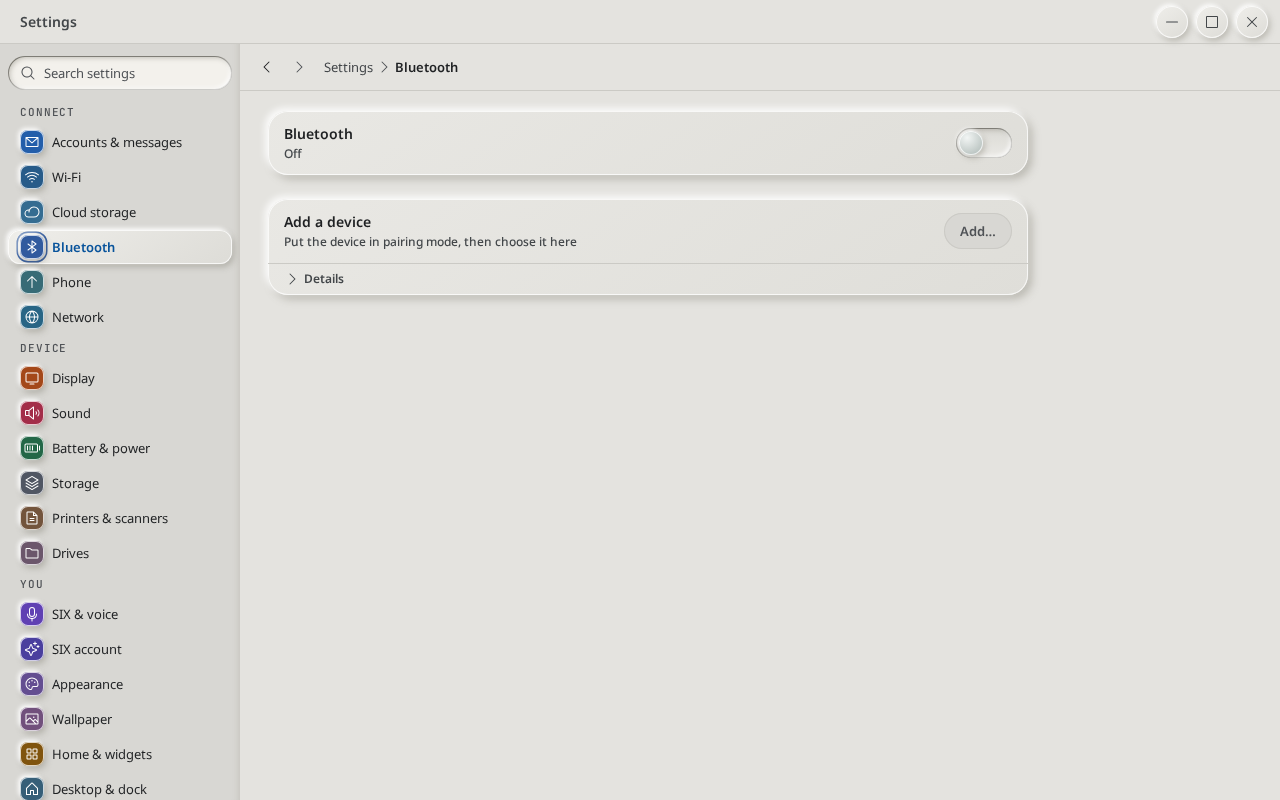 Settings
Search settings
CONNECT
Accounts & messages
Wi-Fi
Cloud storage
Bluetooth
Phone
Network
DEVICE
Display
Sound
Battery & power
Storage
Printers & scanners
Drives
YOU
SIX & voice
SIX account
Appearance
Wallpaper
Home & widgets
Desktop & dock
Settings > Bluetooth
Bluetooth
Off
Add a device
Put the device in pairing mode, then choose it here
Add...
Details